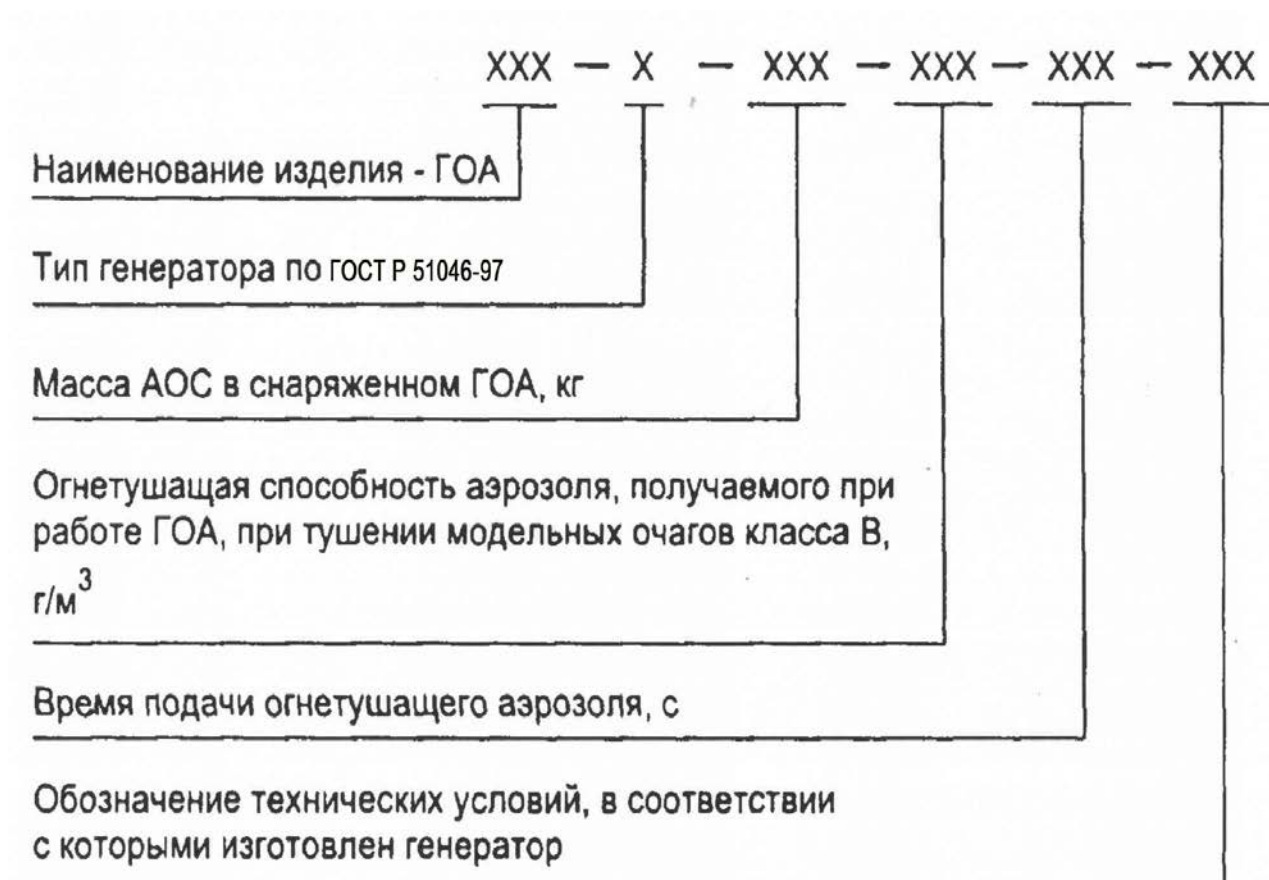 XXX — X — XXX — XXX — XXX — XXX
Наименование изделия - ГОА
Тип генератора по ГОСТ Р 51046-97
Масса АОС в снаряженном ГОА, кг
Огнетушащая способность аэрозоля, получаемого при
работе ГОА, при тушении модельных очагов класса В,
г/м³
Время подачи огнетушащего аэрозоля, с
Обозначение технических условий, в соответствии
с которыми изготовлен генератор